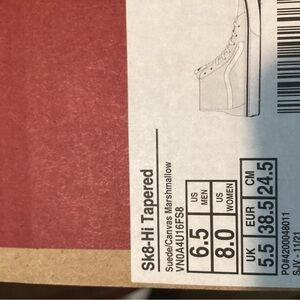 Sk8-Hi Tapered
Suede/Canvas Marshmallow
VN0A4U16FS8
US MEN 6.5
US WOMEN 8.0
UK 5.5
EUR 38.5
CM 24.5
PO#4200048011
SJV - 11/21